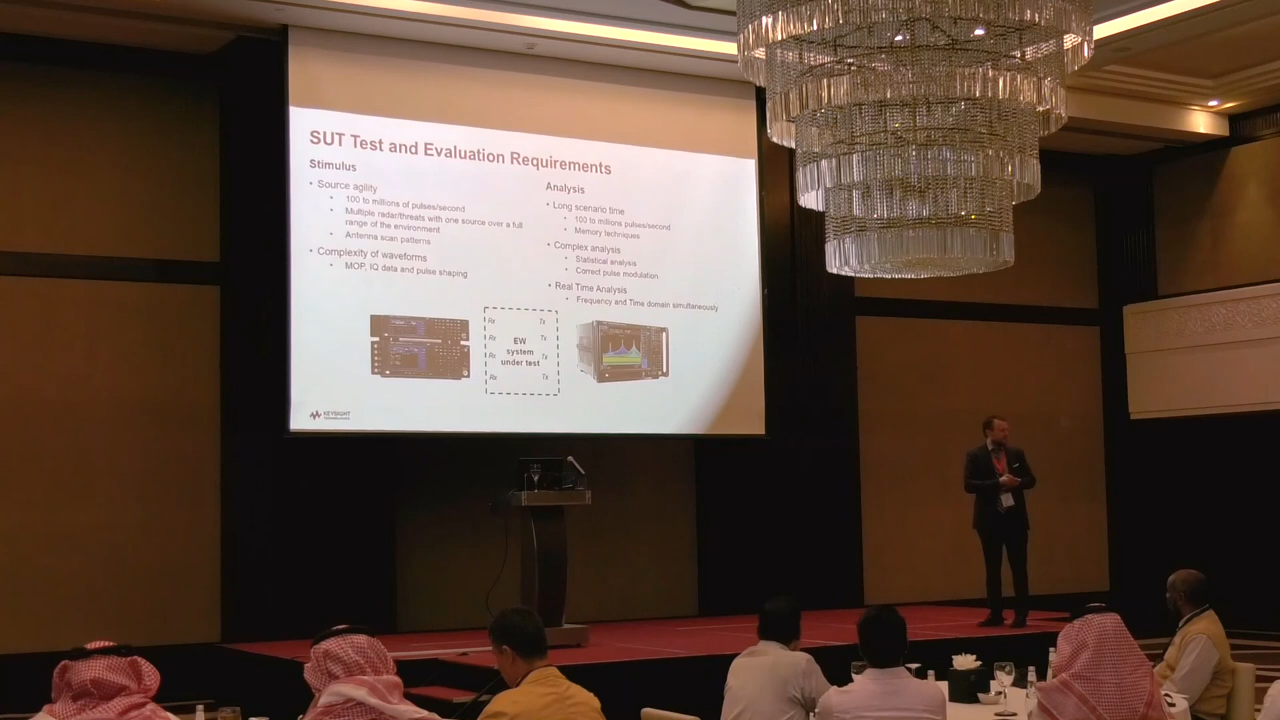 SUT Test and Evaluation Requirements
Stimulus
• Source agility
• 100 to millions of pulses/second
• Multiple radar/threats with one source over a full
range of the environment
• Antenna scan patterns
• Complexity of waveforms
• MOP, IQ data and pulse shaping
Analysis
• Long scenario time
• 100 to millions pulses/second
• Memory techniques
• Complex analysis
• Statistical analysis
• Correct pulse modulation
• Real Time Analysis
• Frequency and Time domain simultaneously
Rx Tx
Rx Tx
EW
system
under test
Rx Tx
Rx Tx
KEYSIGHT
TECHNOLOGIES